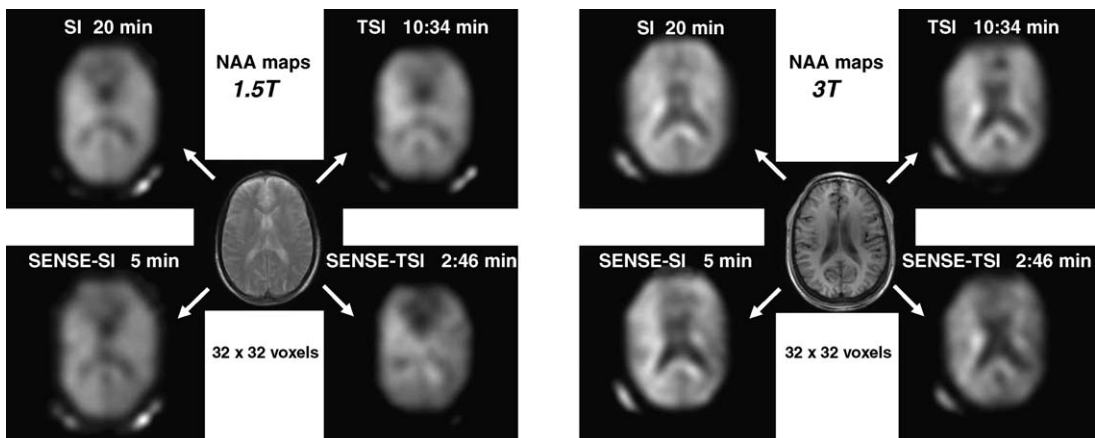 SI 20 min
NAA maps
1.5T
TSI 10:34 min
SENSE-SI 5 min
SENSE-TSI 2:46 min
32 x 32 voxels
SI 20 min
NAA maps
3T
TSI 10:34 min
SENSE-SI 5 min
SENSE-TSI 2:46 min
32 x 32 voxels